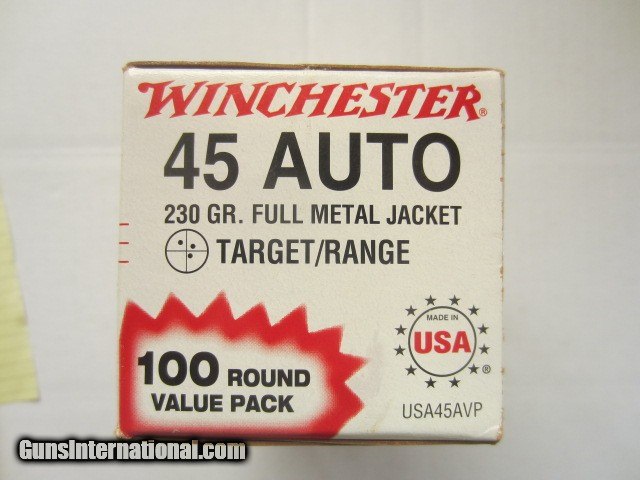 WINCHESTER®
45 AUTO
230 GR. FULL METAL JACKET
TARGET/RANGE
100 ROUND
VALUE PACK
MADE IN
USA
®
USA45AVP
GunsInternational.com